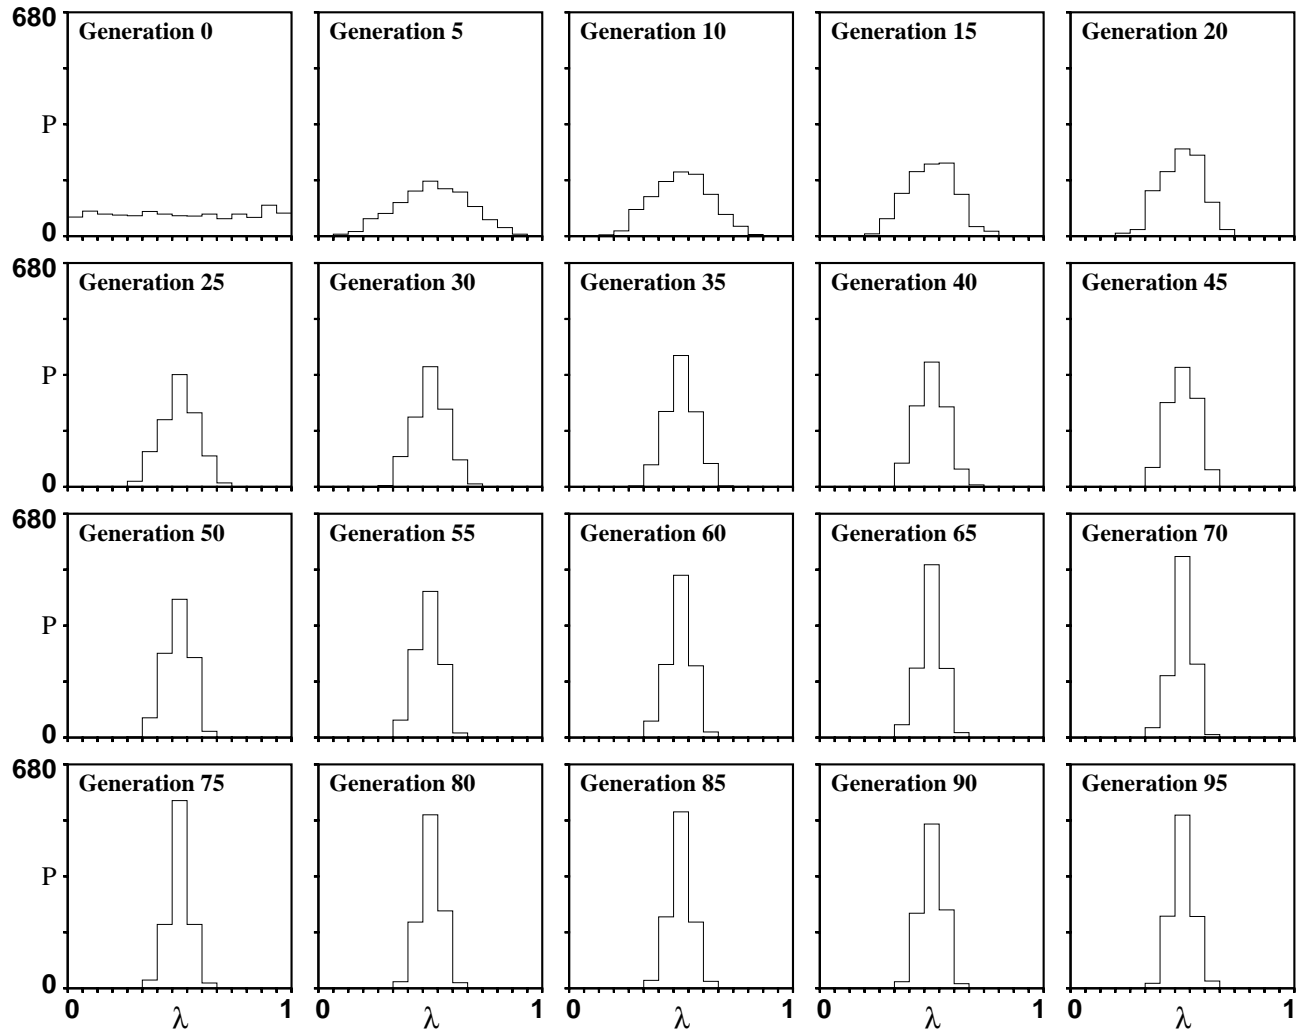 680 Generation 0 Generation 5 Generation 10 Generation 15 Generation 20
P
0
680 Generation 25 Generation 30 Generation 35 Generation 40 Generation 45
P
0
680 Generation 50 Generation 55 Generation 60 Generation 65 Generation 70
P
0
680 Generation 75 Generation 80 Generation 85 Generation 90 Generation 95
P
0
0 λ 1 0 λ 1 0 λ 1 0 λ 1 0 λ 1